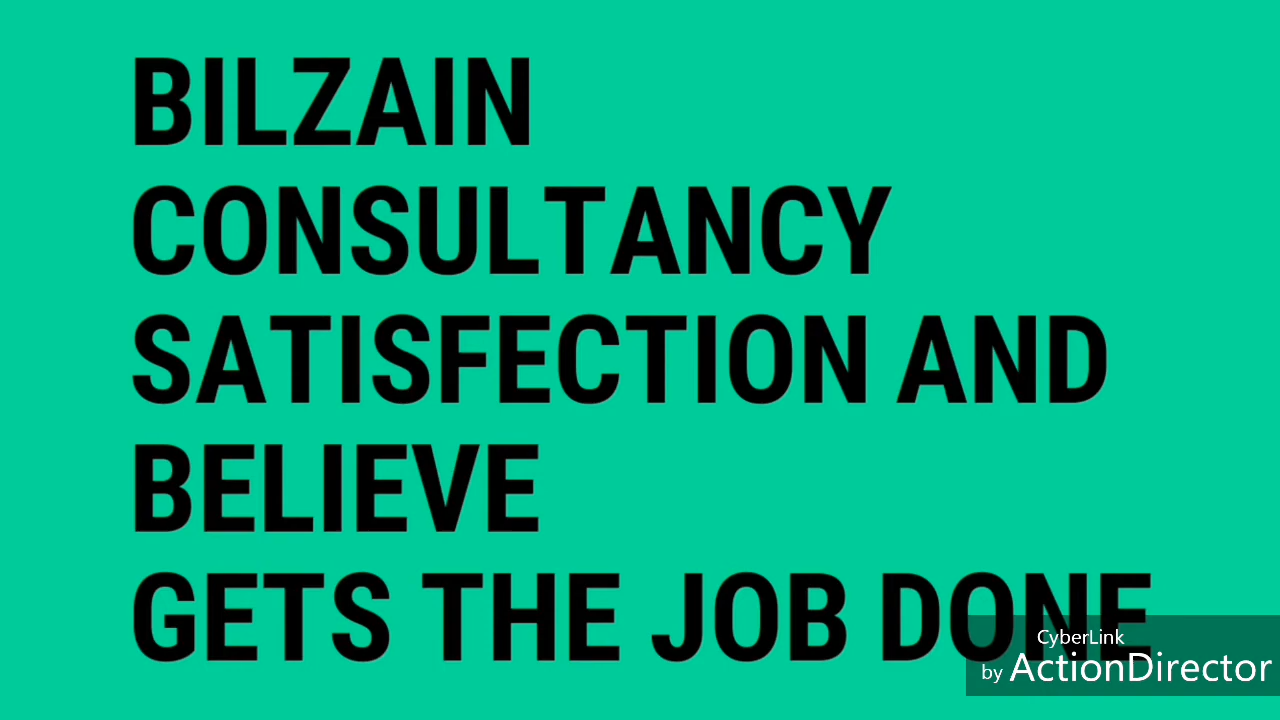 BILZAIN
CONSULTANCY
SATISFECTION AND
BELIEVE
GETS THE JOB DONE
CyberLink
by ActionDirector